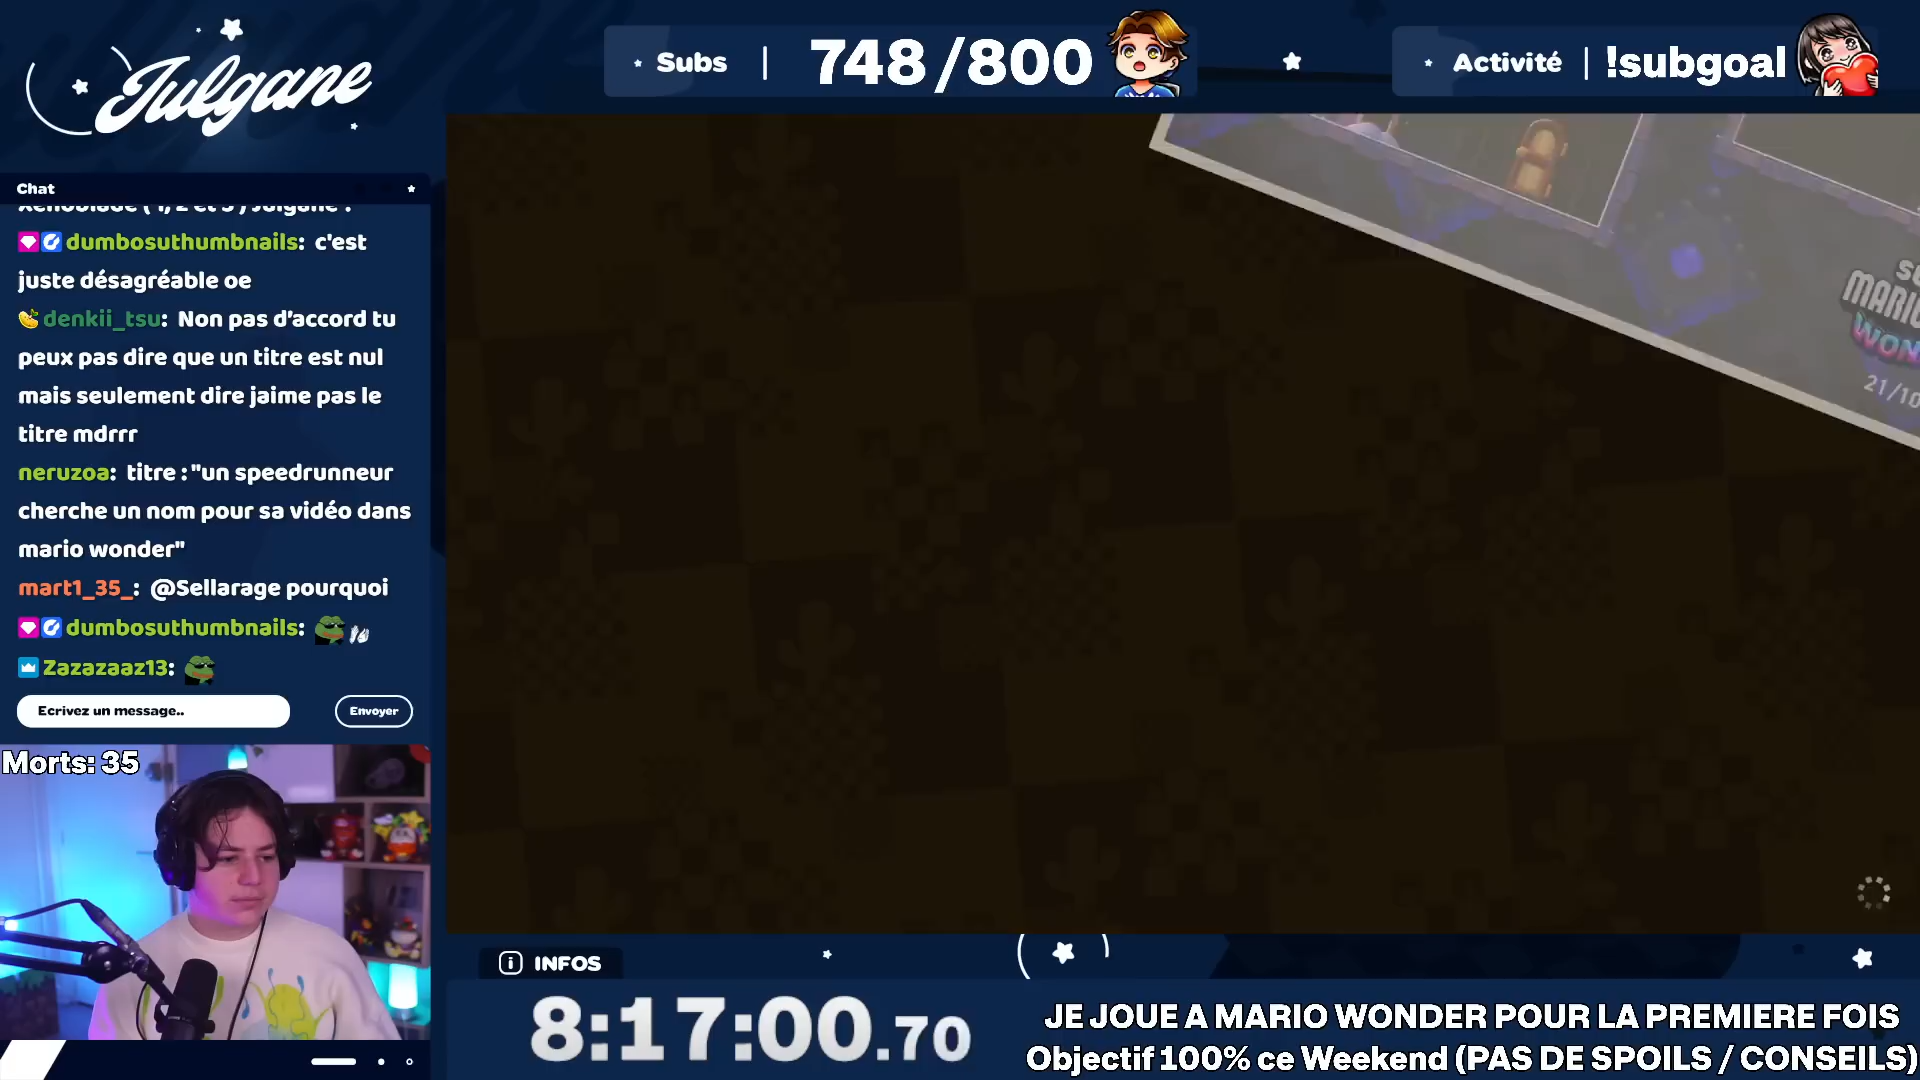 Julgane
Subs | 748/800
Activité | !subgoal
Chat
dumbosuthumbnails: c'est
juste désagréable oe
denkii_tsu: Non pas d'accord tu
peux pas dire que un titre est nul
mais seulement dire jaime pas le
titre mdrrr
neruzoa: titre : "un speedrunneur
cherche un nom pour sa vidéo dans
mario wonder"
mart1_35_: @Sellarage pourquoi
dumbosuthumbnails:
Zazazaaz13:
Ecrivez un message..
Envoyer
Morts: 35
MARIO
WON
21/10
INFOS
8:17:00.70
JE JOUE A MARIO WONDER POUR LA PREMIERE FOIS
Objectif 100% ce Weekend (PAS DE SPOILS / CONSEILS)